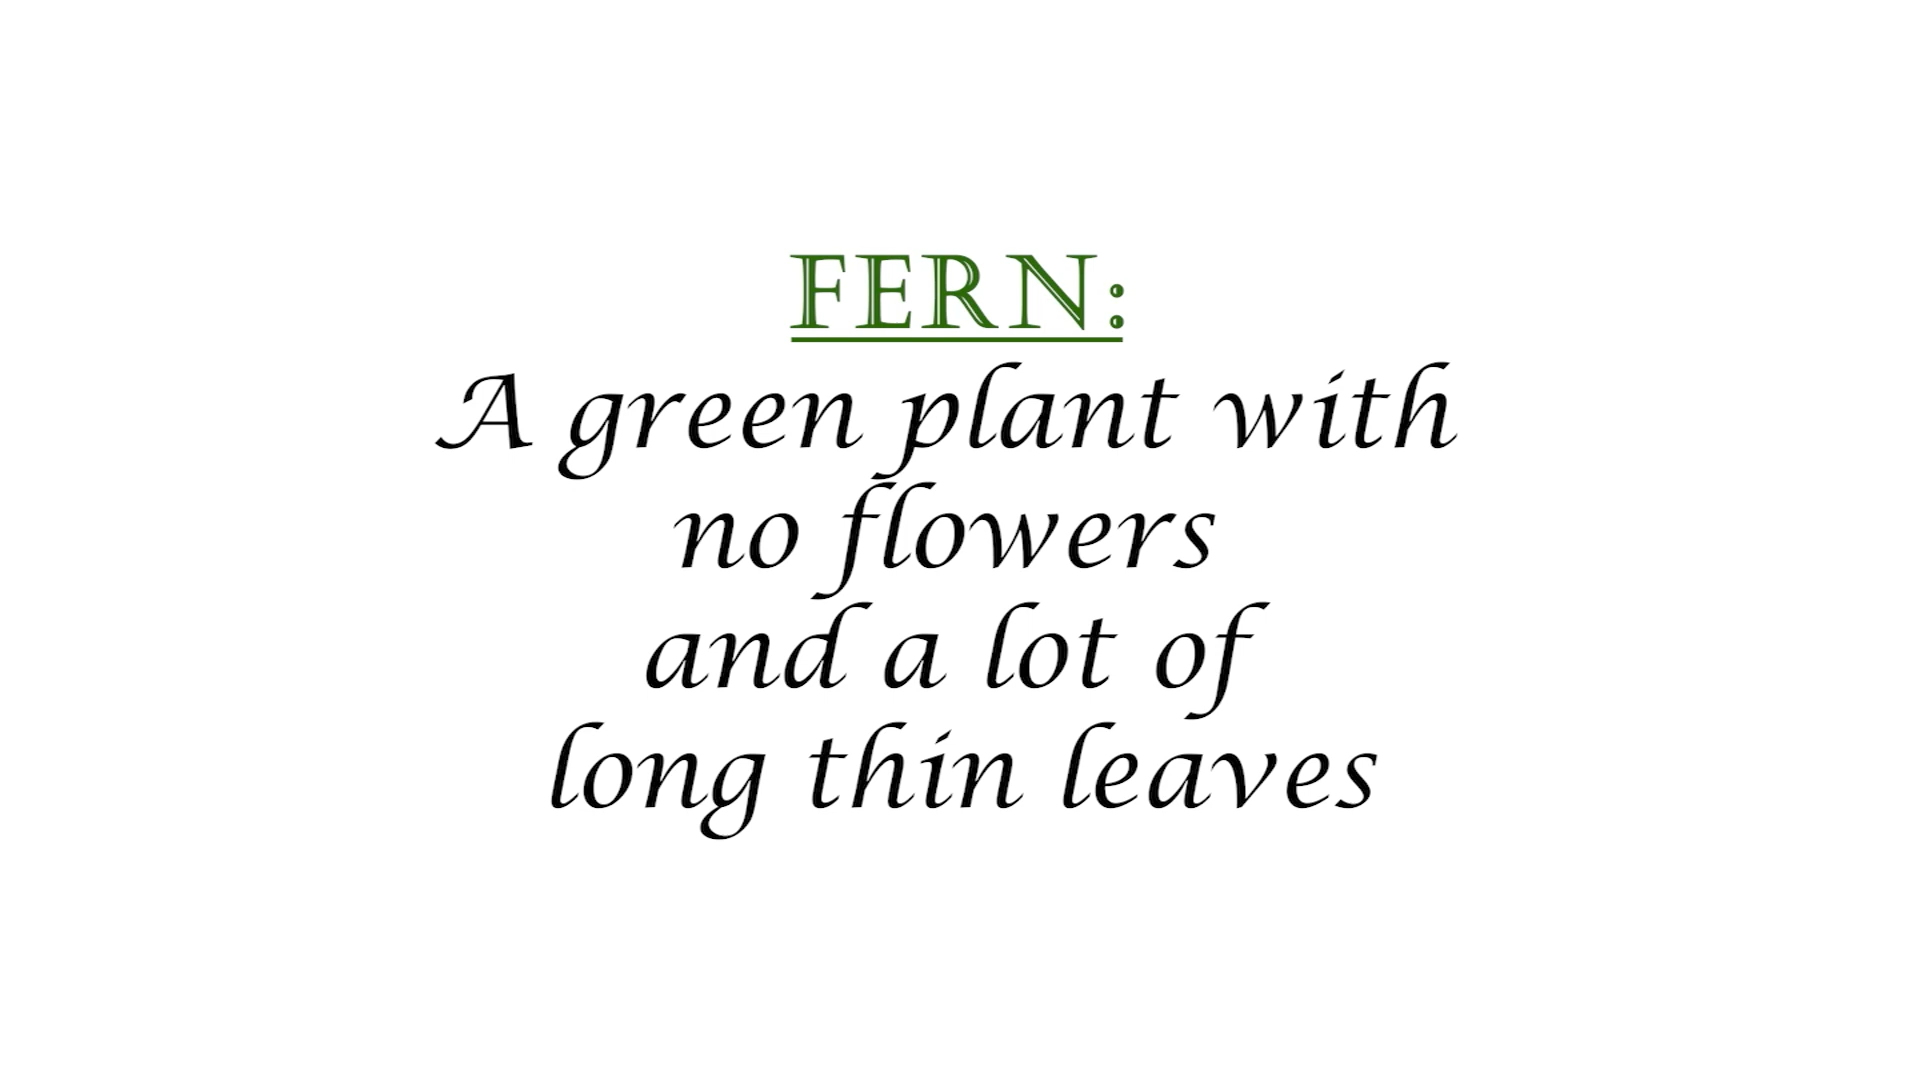 FERN:
A green plant with
no flowers
and a lot of
long thin leaves